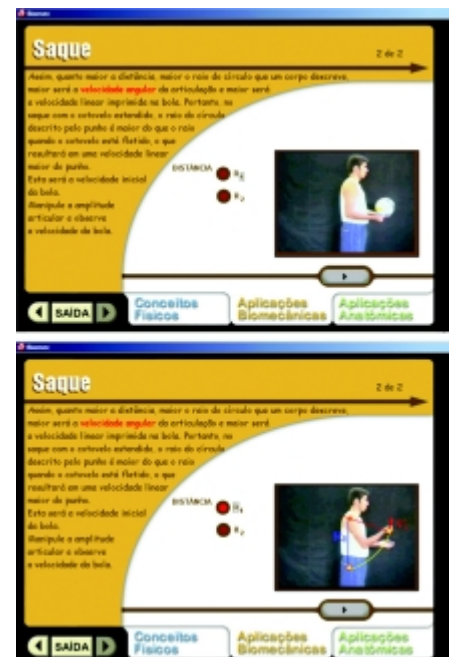 Saque
2 de 2
Assim, quanto maior a distância, maior o raio do círculo que um corpo descreve,
maior será a velocidade angular da articulação e maior será
a velocidade linear imprimida na bola. Portanto, no
saque com o cotovelo estendido, o raio do círculo
descrito pelo punho é maior do que o raio
quando o cotovelo está fletido, o que
resultará em uma velocidade linear
maior do punho.
Esta será a velocidade inicial
da bola.
Manipule a amplitude
articular e observe
a velocidade da bola.
DISTÂNCIA
R1
R2
SAÍDA
Conceitos
Físicos
Aplicações
Biomecânicas
Aplicações
Anatômicas
Saque
2 de 2
Assim, quanto maior a distância, maior o raio do círculo que um corpo descreve,
maior será a velocidade angular da articulação e maior será
a velocidade linear imprimida na bola. Portanto, no
saque com o cotovelo estendido, o raio do círculo
descrito pelo punho é maior do que o raio
quando o cotovelo está fletido, o que
resultará em uma velocidade linear
maior do punho.
Esta será a velocidade inicial
da bola.
Manipule a amplitude
articular e observe
a velocidade da bola.
DISTÂNCIA
R1
R2
SAÍDA
Conceitos
Físicos
Aplicações
Biomecânicas
Aplicações
Anatômicas